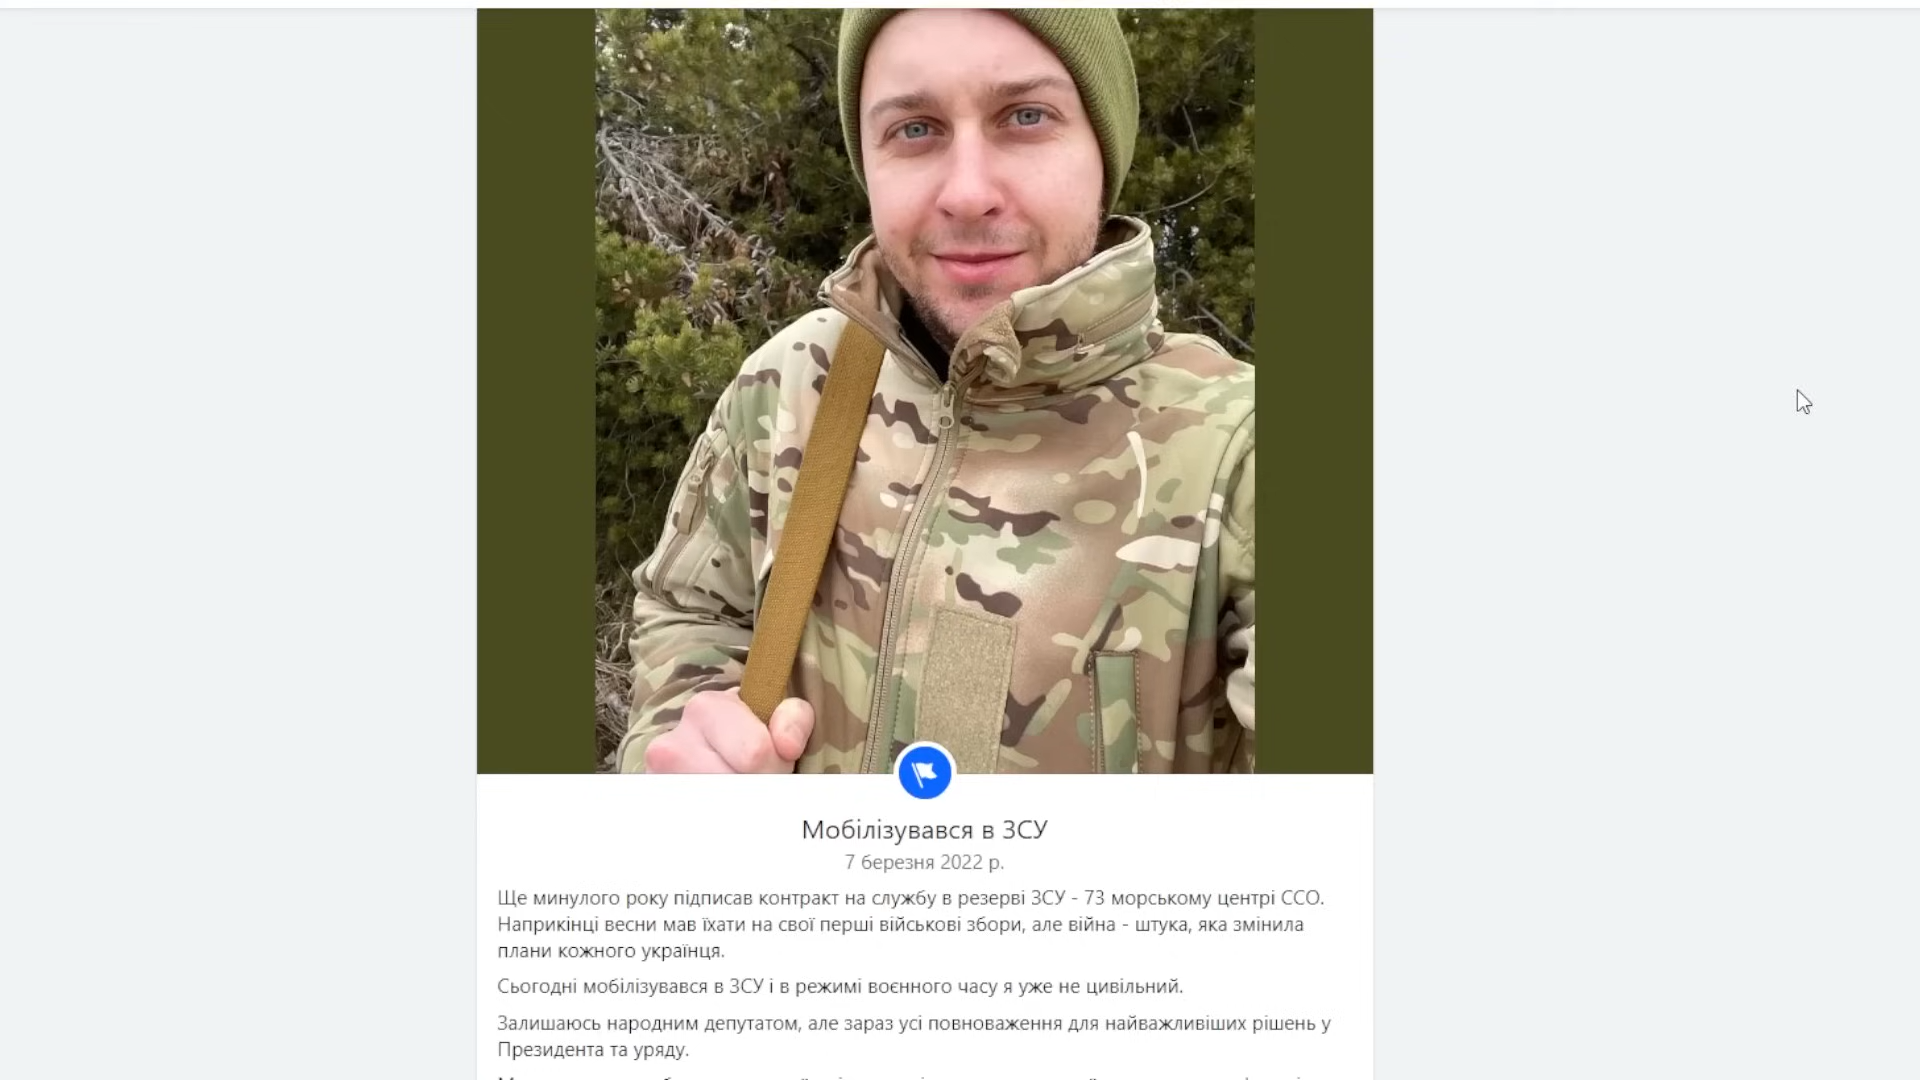 Мобілізувався в ЗСУ
7 березня 2022 р.
Ще минулого року підписав контракт на службу в резерві ЗСУ - 73 морському центрі ССО.
Наприкінці весни мав їхати на свої перші військові збори, але війна - штука, яка змінила
плани кожного українця.
Сьогодні мобілізувався в ЗСУ і в режимі воєнного часу я уже не цивільний.
Залишаюсь народним депутатом, але зараз усі повноваження для найважливіших рішень у
Президента та уряду.